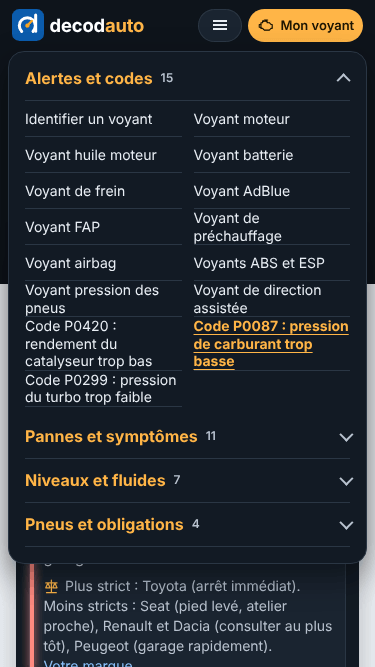 decodauto
Mon voyant
Alertes et codes 15
Identifier un voyant
Voyant moteur
Voyant huile moteur
Voyant batterie
Voyant de frein
Voyant AdBlue
Voyant FAP
Voyant de
préchauffage
Voyant airbag
Voyants ABS et ESP
Voyant pression des
pneus
Voyant de direction
assistée
Code P0420 :
rendement du
catalyseur trop bas
Code P0087 : pression
de carburant trop
basse
Code P0299 : pression
du turbo trop faible
Pannes et symptômes 11
Niveaux et fluides 7
Pneus et obligations 4
Plus strict : Toyota (arrêt immédiat).
Moins stricts : Seat (pied levé, atelier
proche), Renault et Dacia (consulter au plus
tôt), Peugeot (garage rapidement).
Votre marque